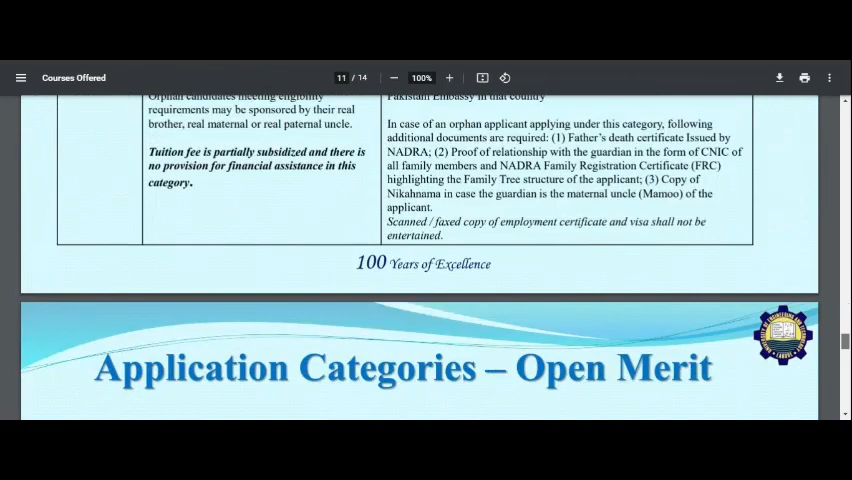 Courses Offered
11 / 14
100%
Orphan candidates meeting eligibility
requirements may be sponsored by their real
brother, real maternal or real paternal uncle.
Tuition fee is partially subsidized and there is
no provision for financial assistance in this
category.
Pakistani Embassy in that country
In case of an orphan applicant applying under this category, following
additional documents are required: (1) Father's death certificate Issued by
NADRA; (2) Proof of relationship with the guardian in the form of CNIC of
all family members and NADRA Family Registration Certificate (FRC)
highlighting the Family Tree structure of the applicant; (3) Copy of
Nikahnama in case the guardian is the maternal uncle (Mamoo) of the
applicant.
Scanned / faxed copy of employment certificate and visa shall not be
entertained.
100 Years of Excellence
Application Categories – Open Merit
UNIVERSITY OF ENGINEERING AND TECHNOLOGY
LAHORE